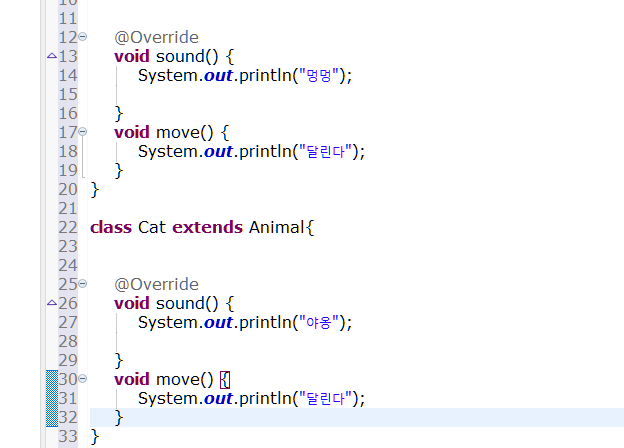 11
12 @Override
13 void sound() {
14 System.out.println("멍멍");
15
16 }
17 void move() {
18 System.out.println("달린다");
19 }
20 }
21
22 class Cat extends Animal{
23
24
25 @Override
26 void sound() {
27 System.out.println("야옹");
28
29 }
30 void move() {
31 System.out.println("달린다");
32 }
33 }